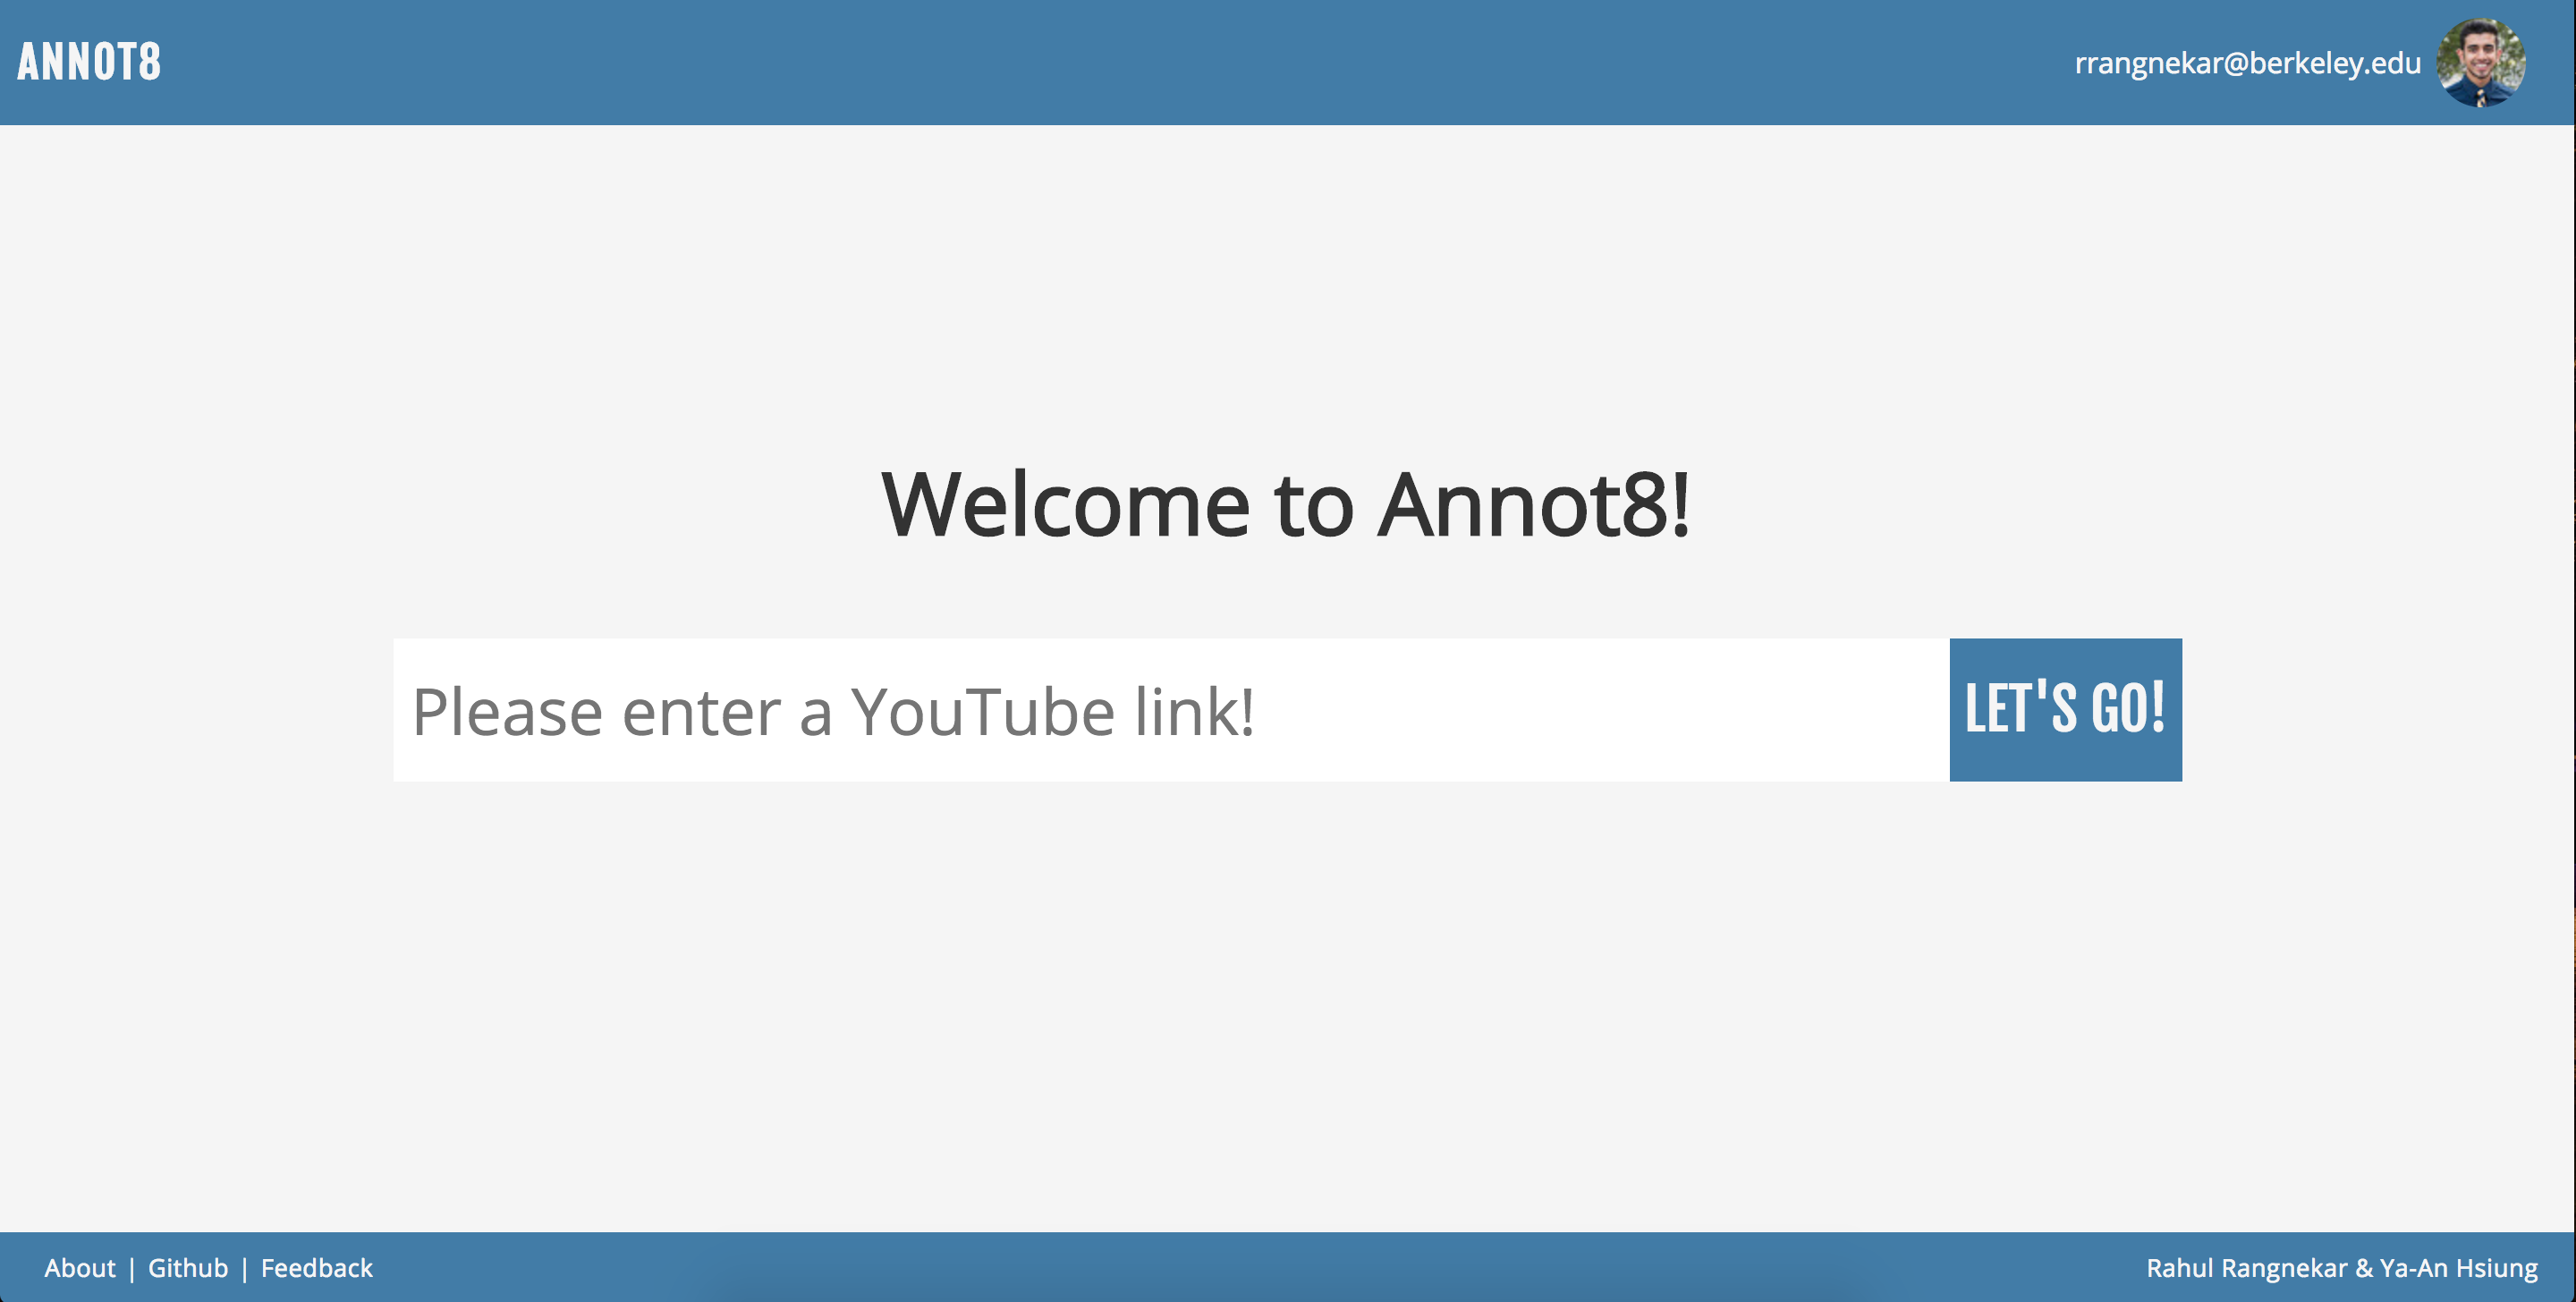 ANNOT8
rrangnekar@berkeley.edu
Welcome to Annot8!
Please enter a YouTube link!
LET'S GO!
About | Github | Feedback
Rahul Rangnekar & Ya-An Hsiung